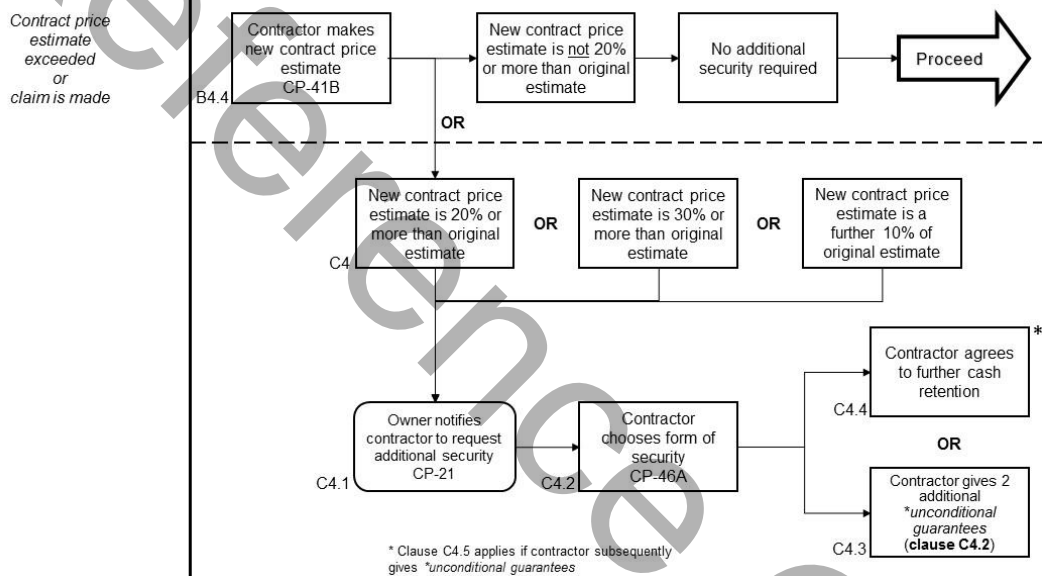 Contract price
estimate
exceeded
or
claim is made
Contractor makes
new contract price
estimate
CP-41B
B4.4
New contract price
estimate is not 20%
or more than original
estimate
No additional
security required
Proceed
OR
New contract price
estimate is 20% or
more than original
estimate
C4
OR
New contract price
estimate is 30% or
more than original
estimate
OR
New contract price
estimate is a
further 10% of
original estimate
Owner notifies
contractor to request
additional security
CP-21
C4.1
Contractor
chooses form of
security
CP-46A
C4.2
Contractor agrees
to further cash
retention
*
C4.4
OR
Contractor gives 2
additional
*unconditional
guarantees
(clause C4.2)
C4.3
* Clause C4.5 applies if contractor subsequently
gives *unconditional guarantees